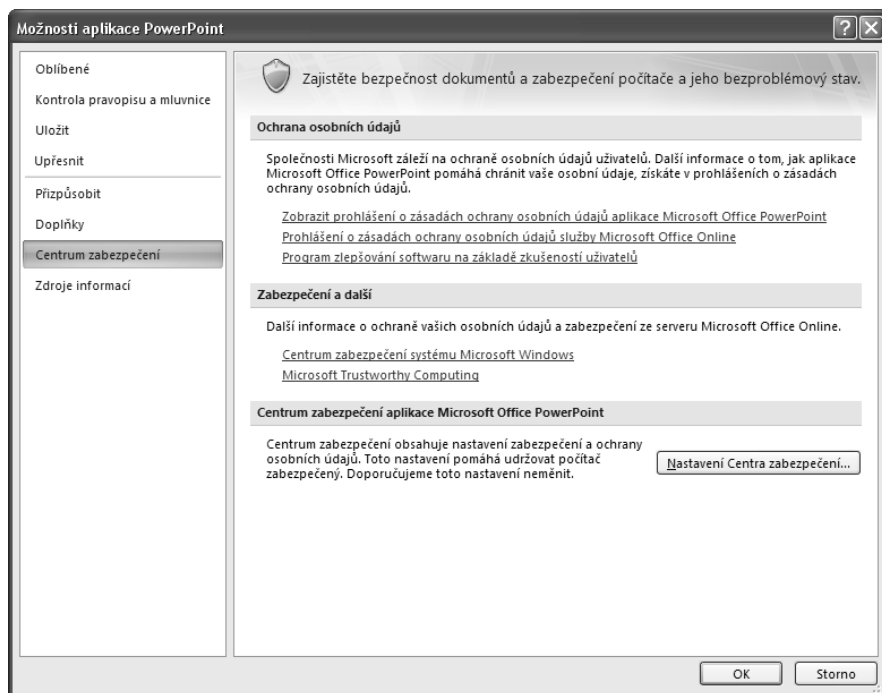 Možnosti aplikace PowerPoint
Oblíbené
Kontrola pravopisu a mluvnice
Uložit
Upřesnit
Přizpůsobit
Doplňky
Centrum zabezpečení
Zdroje informací
Zajistěte bezpečnost dokumentů a zabezpečení počítače a jeho bezproblémový stav.
Ochrana osobních údajů
Společnosti Microsoft záleží na ochraně osobních údajů uživatelů. Další informace o tom, jak aplikace
Microsoft Office PowerPoint pomáhá chránit vaše osobní údaje, získáte v prohlášeních o zásadách
ochrany osobních údajů.
Zobrazit prohlášení o zásadách ochrany osobních údajů aplikace Microsoft Office PowerPoint
Prohlášení o zásadách ochrany osobních údajů služby Microsoft Office Online
Program zlepšování softwaru na základě zkušeností uživatelů
Zabezpečení a další
Další informace o ochraně vašich osobních údajů a zabezpečení ze serveru Microsoft Office Online.
Centrum zabezpečení systému Microsoft Windows
Microsoft Trustworthy Computing
Centrum zabezpečení aplikace Microsoft Office PowerPoint
Centrum zabezpečení obsahuje nastavení zabezpečení a ochrany
osobních údajů. Toto nastavení pomáhá udržovat počítač
zabezpečený. Doporučujeme toto nastavení neměnit.
Nastavení Centra zabezpečení...
OK
Storno